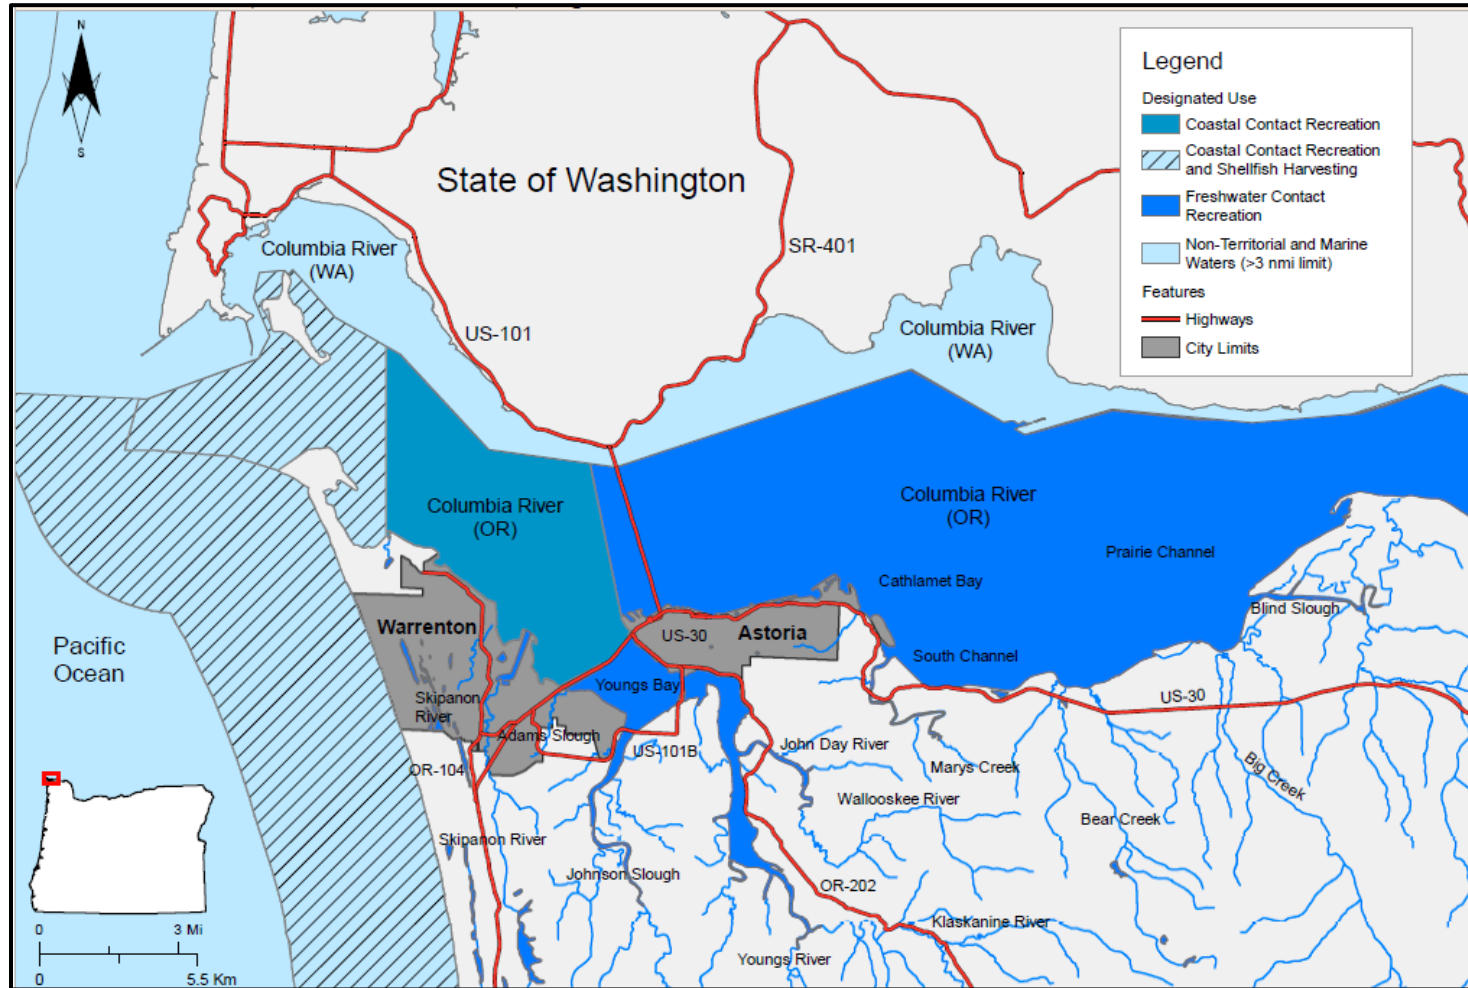 N
S
Legend
Designated Use
Coastal Contact Recreation
Coastal Contact Recreation
and Shellfish Harvesting
Freshwater Contact
Recreation
Non-Territorial and Marine
Waters (>3 nmi limit)
Features
Highways
City Limits
State of Washington
Columbia River
(WA)
SR-401
US-101
Columbia River
(WA)
Columbia River
(OR)
Columbia River
(OR)
Prairie Channel
Cathlamet Bay
Blind Slough
Warrenton
US-30
Astoria
Pacific
Ocean
South Channel
Youngs Bay
Skipanon
River
US-30
Adams Slough
US-101B
John Day River
OR-104
Marys Creek
Big Creek
Wallooskee River
Bear Creek
Skipanon River
Johnson Slough
OR-202
Klaskanine River
Youngs River
0 3 Mi
0 5.5 Km